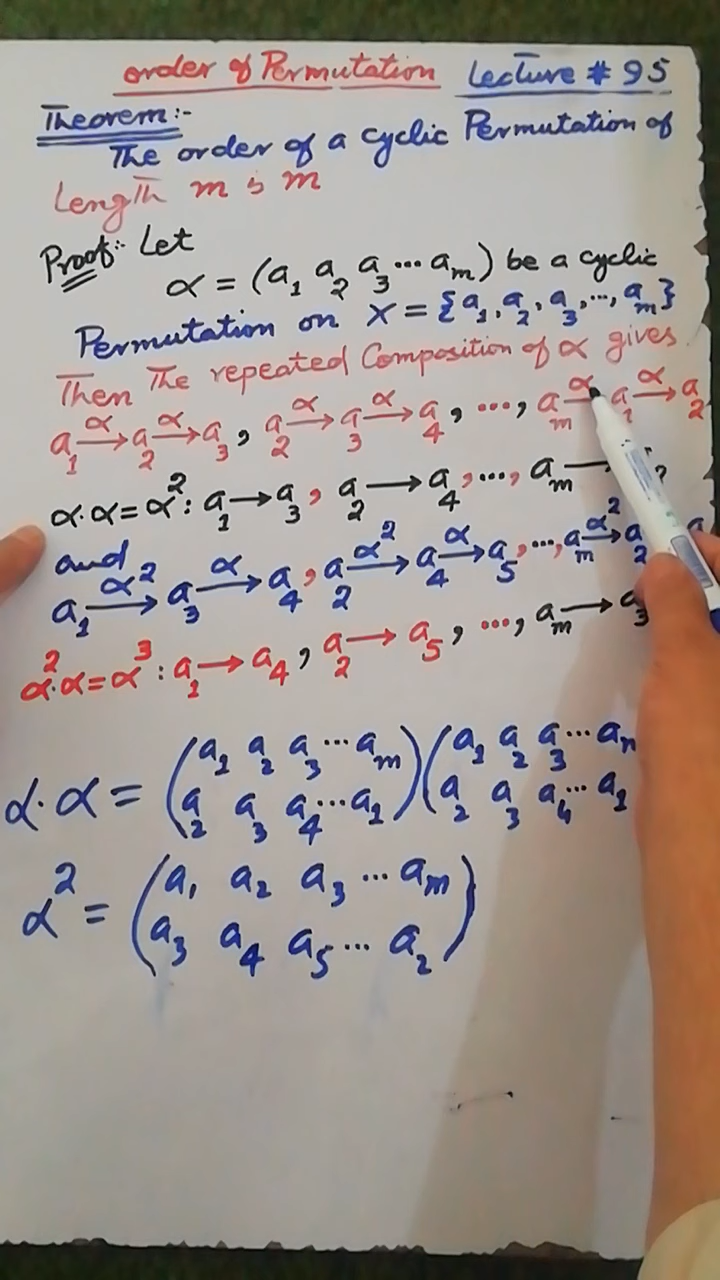 order of Permutation Lecture # 95
Theorem:-
The order of a cyclic Permutation of
Length m is m
Proof:- Let
α = (a₁ a₂ a₃ ... aₘ) be a cyclic
Permutation on X = {a₁, a₂, a₃, ..., aₘ}
Then The repeated Composition of α gives
a₁ →^α a₂ →^α a₃, a₂ →^α a₃ →^α a₄, ..., aₘ →^α a₁ →^α a₂
α·α = α²: a₁ → a₃, a₂ → a₄, ..., aₘ →
and
a₁ →^α² a₃ →^α a₄, a₂ →^α² a₄ →^α a₅, ..., aₘ →^α² a₂
α²·α = α³: a₁ → a₄, a₂ → a₅, ..., aₘ → a₃
α·α = (a₁ a₂ a₃ ... aₘ) (a₁ a₂ a₃ ...
a₂ a₃ a₄ ... a₁ a₂ a₃ a₄ ... a₁
α² = (a₁ a₂ a₃ ... aₘ)
a₃ a₄ a₅ ... a₂